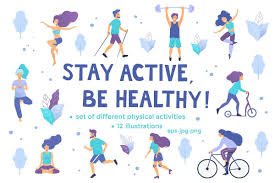 STAY ACTIVE,
BE HEALTHY!
• set of different physical activities
• 12 illustrations
eps-jpg-png